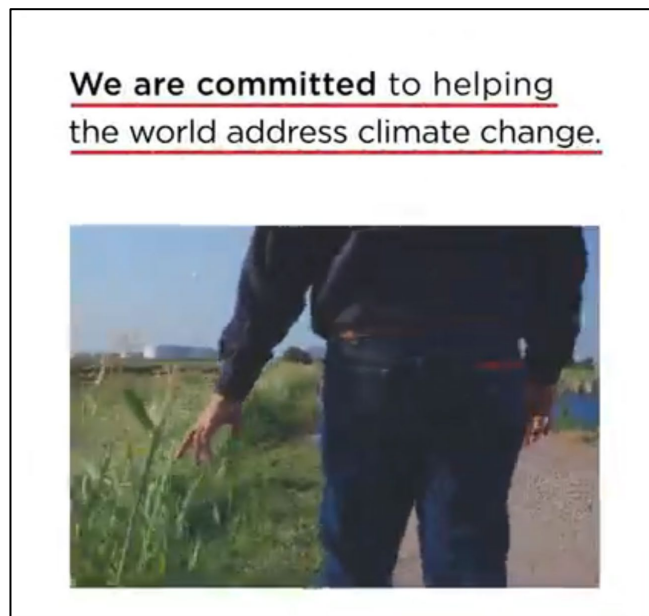 We are committed to helping
the world address climate change.